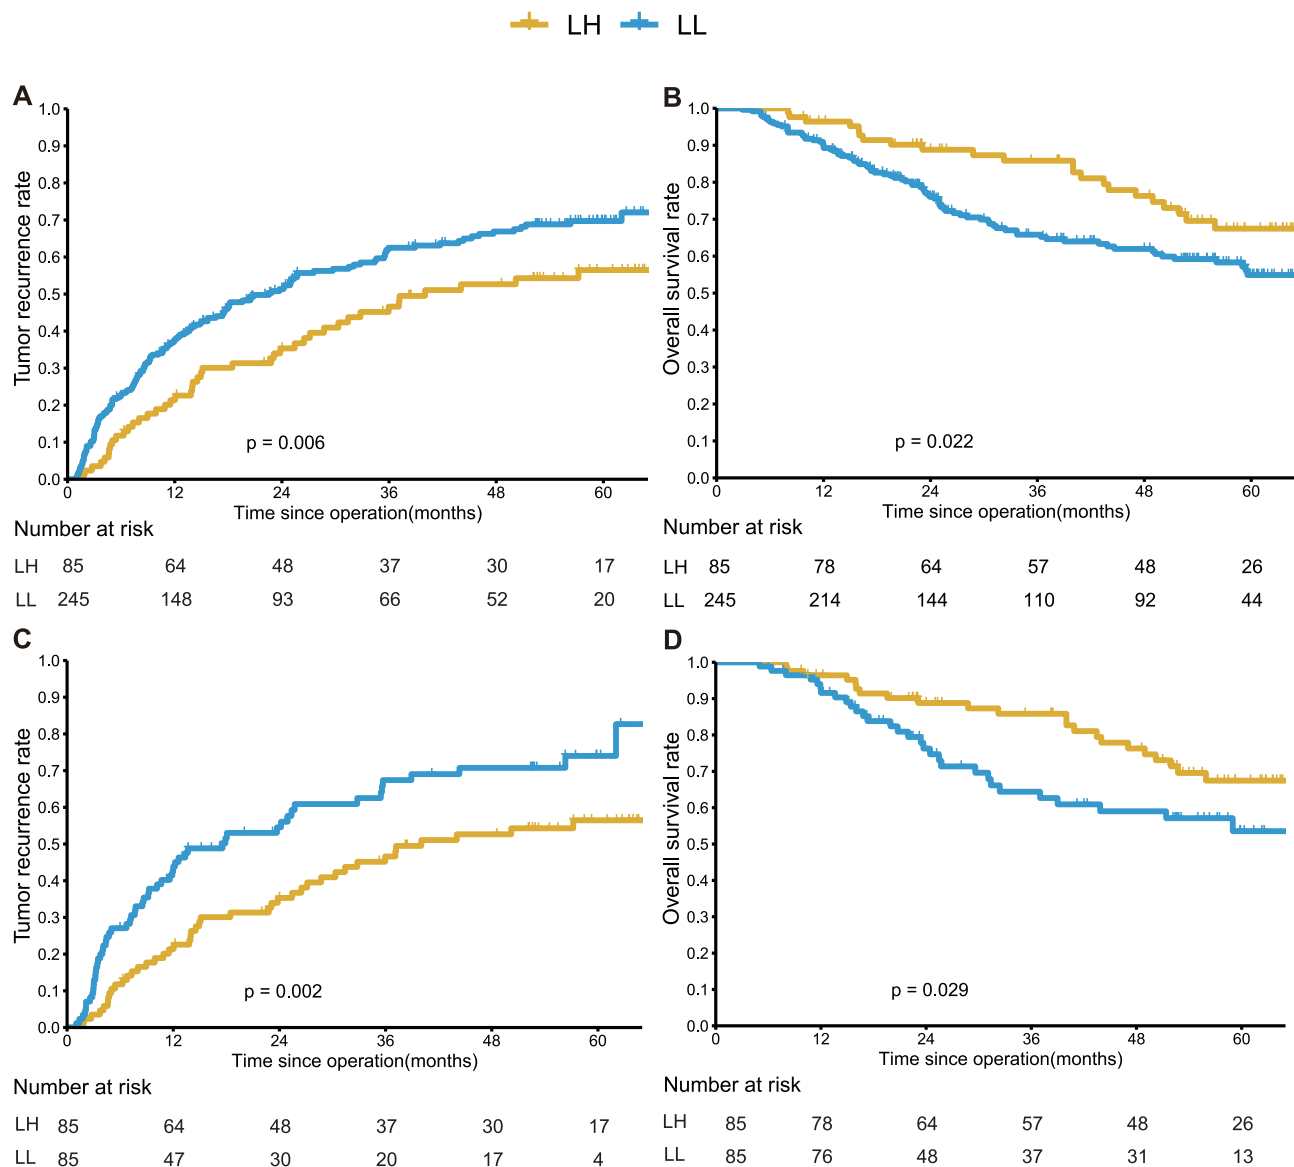 LH LL
A
1.0
0.9
0.8
0.7
0.6
0.5
0.4
0.3
0.2
0.1
0.0
Tumor recurrence rate
p = 0.006
0 12 24 36 48 60
Time since operation(months)
Number at risk
LH 85 64 48 37 30 17
LL 245 148 93 66 52 20
B
1.0
0.9
0.8
0.7
0.6
0.5
0.4
0.3
0.2
0.1
0.0
Overall survival rate
p = 0.022
0 12 24 36 48 60
Time since operation(months)
Number at risk
LH 85 78 64 57 48 26
LL 245 214 144 110 92 44
C
1.0
0.9
0.8
0.7
0.6
0.5
0.4
0.3
0.2
0.1
0.0
Tumor recurrence rate
p = 0.002
0 12 24 36 48 60
Time since operation(months)
Number at risk
LH 85 64 48 37 30 17
LL 85 47 30 20 17 4
D
1.0
0.9
0.8
0.7
0.6
0.5
0.4
0.3
0.2
0.1
0.0
Overall survival rate
p = 0.029
0 12 24 36 48 60
Time since operation(months)
Number at risk
LH 85 78 64 57 48 26
LL 85 76 48 37 31 13